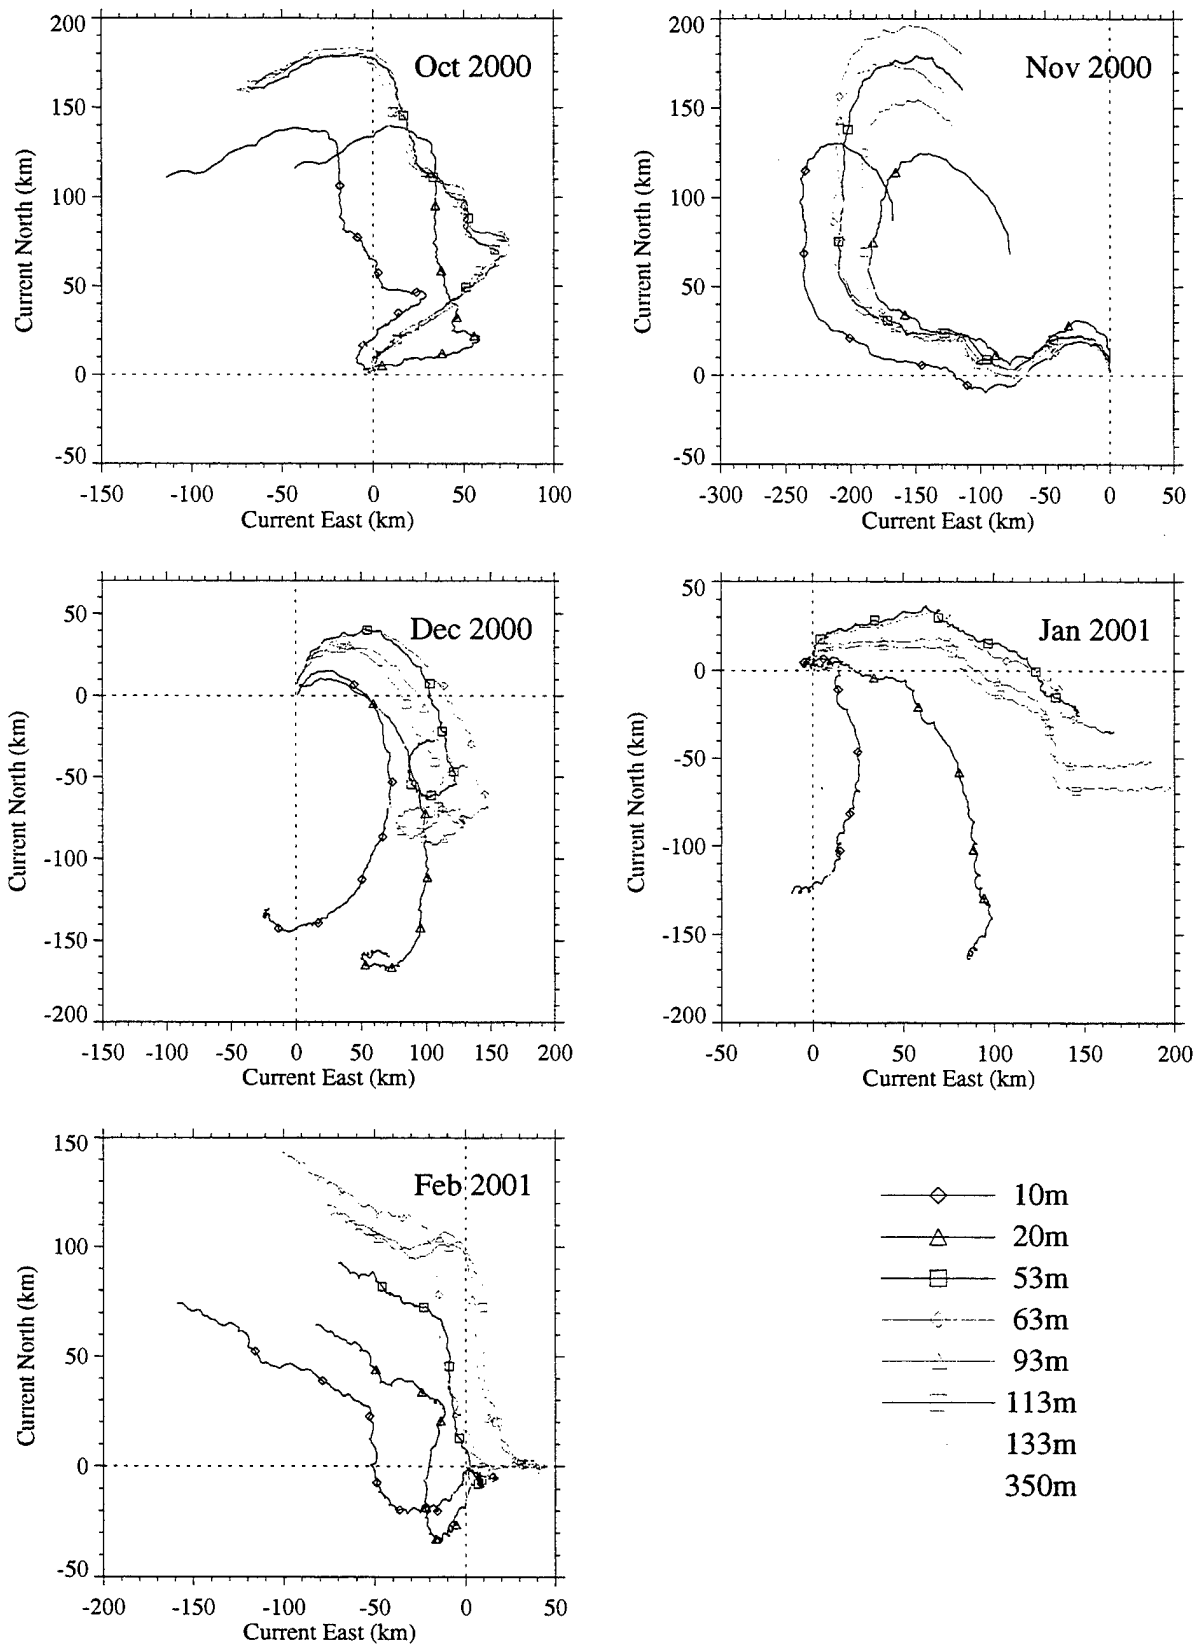 Oct 2000
200
150
100
50
0
-50
Current North (km)
-150 -100 -50 0 50 100
Current East (km)
Nov 2000
200
150
100
50
0
-50
Current North (km)
-300 -250 -200 -150 -100 -50 0 50
Current East (km)
Dec 2000
50
0
-50
-100
-150
-200
Current North (km)
-150 -100 -50 0 50 100 150 200
Current East (km)
Jan 2001
50
0
-50
-100
-150
-200
Current North (km)
-50 0 50 100 150 200
Current East (km)
Feb 2001
150
100
50
0
-50
Current North (km)
-200 -150 -100 -50 0 50
Current East (km)
10m
20m
53m
63m
93m
113m
133m
350m